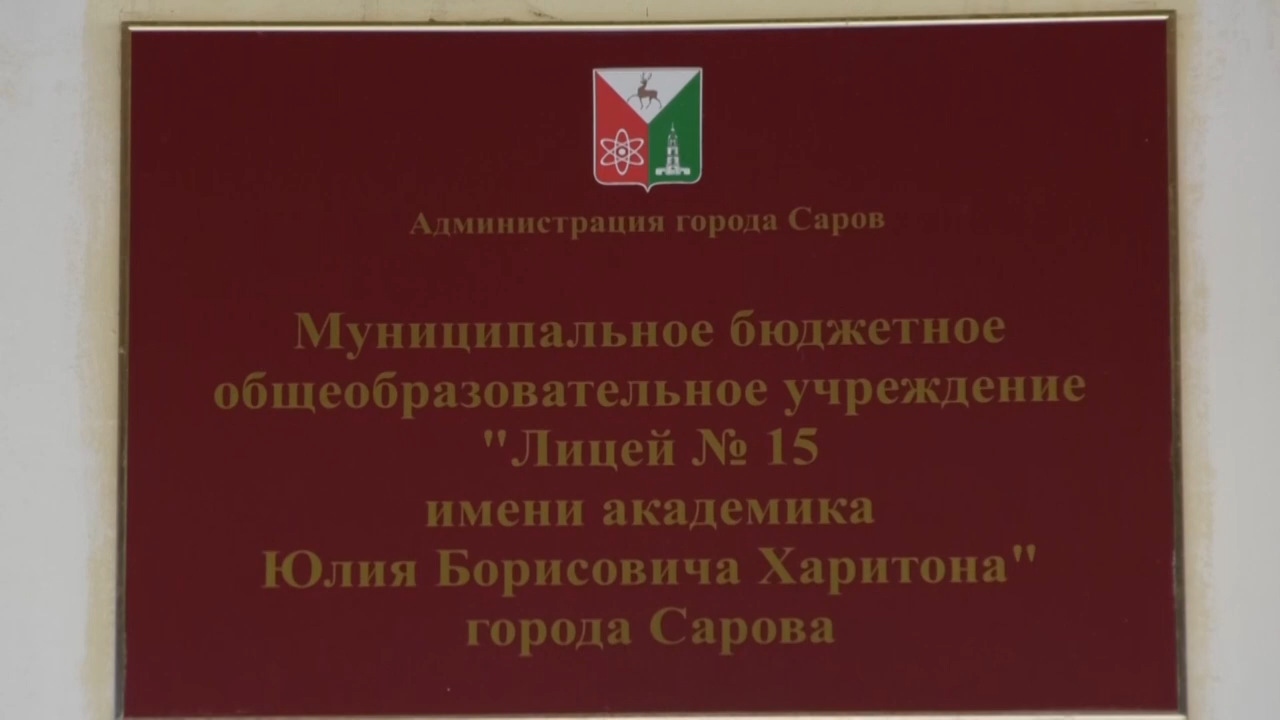 Администрация города Саров
Муниципальное бюджетное
общеобразовательное учреждение
"Лицей № 15
имени академика
Юлия Борисовича Харитона"
города Сарова